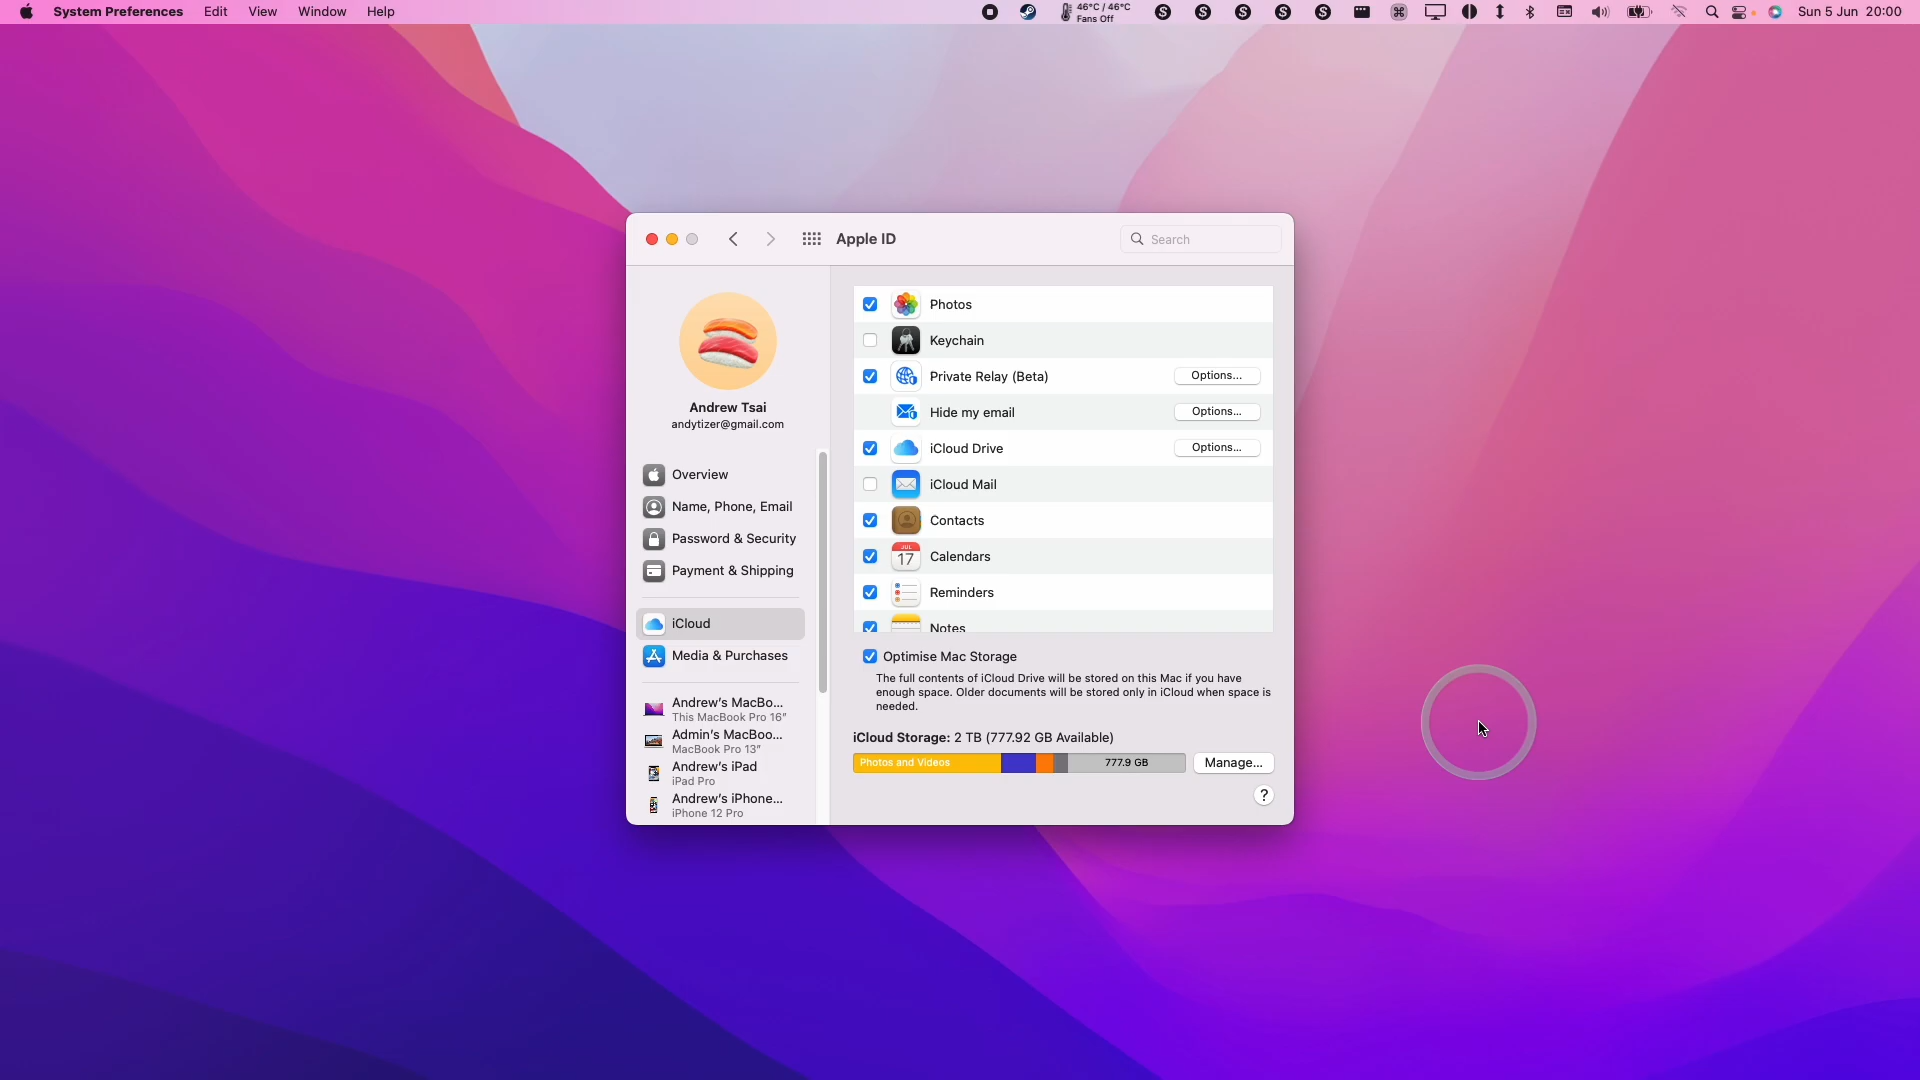 System Preferences Edit View Window Help
46°C / 46°C
Fans Off
Sun 5 Jun 20:00
Apple ID
Search
Andrew Tsai
andytizer@gmail.com
Overview
Name, Phone, Email
Password & Security
Payment & Shipping
iCloud
Media & Purchases
Andrew's MacBo...
This MacBook Pro 16"
Admin's MacBoo...
MacBook Pro 13"
Andrew's iPad
iPad Pro
Andrew's iPhone...
iPhone 12 Pro
Photos
Keychain
Private Relay (Beta) Options...
Hide my email Options...
iCloud Drive Options...
iCloud Mail
Contacts
JUL
17
Calendars
Reminders
Notes
Optimise Mac Storage
The full contents of iCloud Drive will be stored on this Mac if you have
enough space. Older documents will be stored only in iCloud when space is
needed.
iCloud Storage: 2 TB (777.92 GB Available)
Photos and Videos 777.9 GB Manage...
?